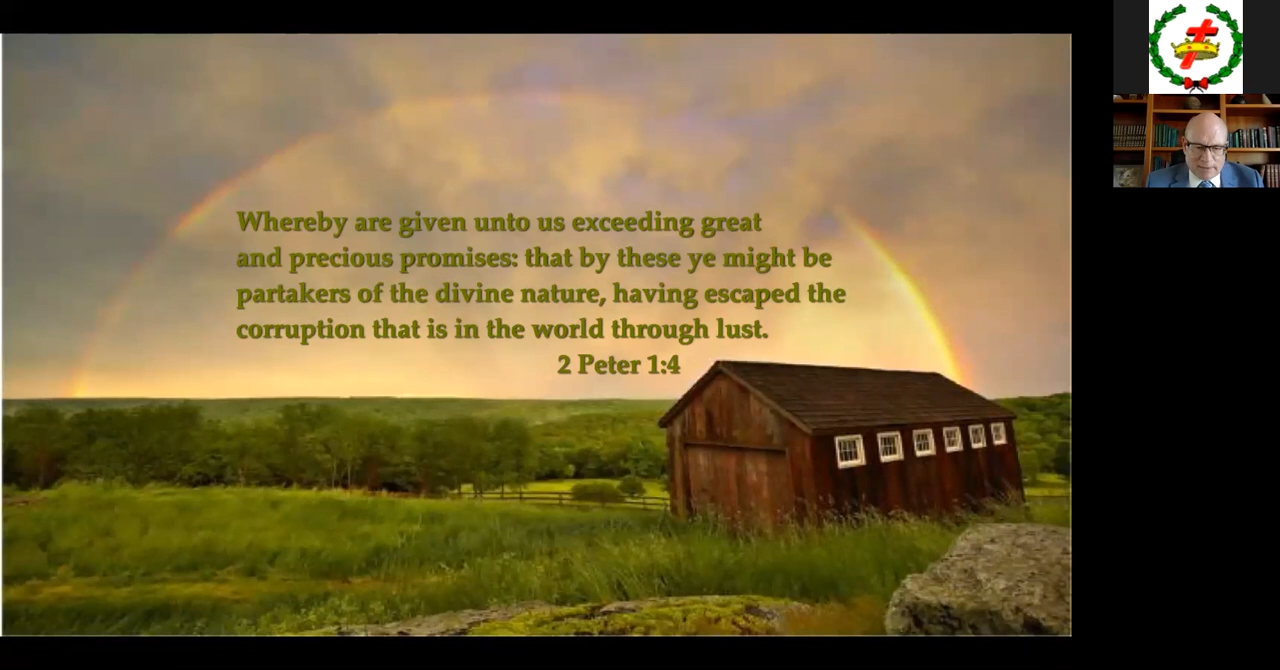 Whereby are given unto us exceeding great
and precious promises: that by these ye might be
partakers of the divine nature, having escaped the
corruption that is in the world through lust.
2 Peter 1:4